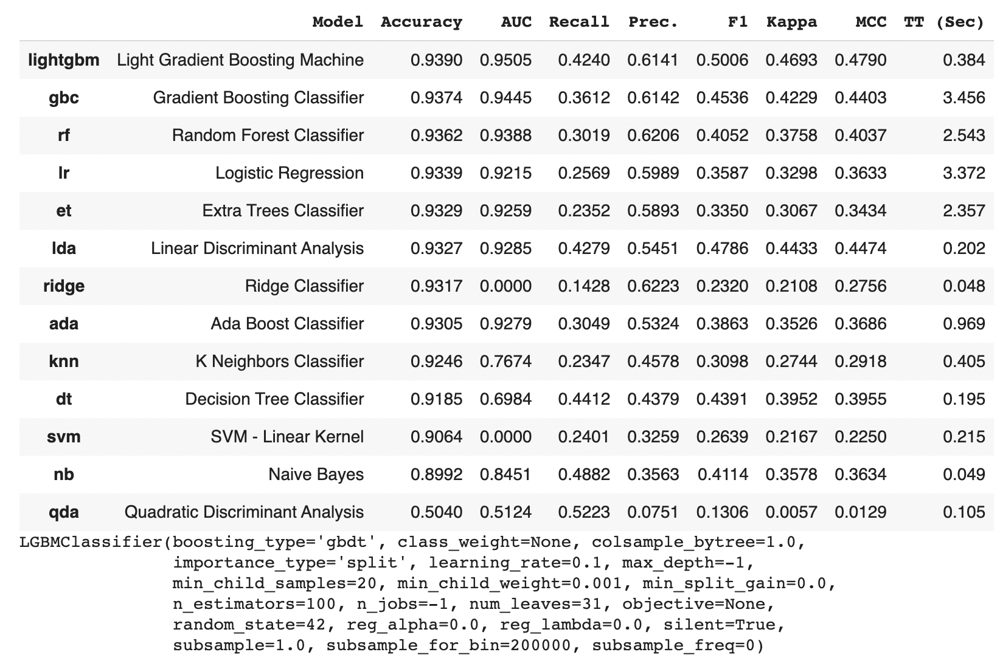 Model Accuracy AUC Recall Prec. F1 Kappa MCC TT (Sec)
lightgbm Light Gradient Boosting Machine 0.9390 0.9505 0.4240 0.6141 0.5006 0.4693 0.4790 0.384
gbc Gradient Boosting Classifier 0.9374 0.9445 0.3612 0.6142 0.4536 0.4229 0.4403 3.456
rf Random Forest Classifier 0.9362 0.9388 0.3019 0.6206 0.4052 0.3758 0.4037 2.543
lr Logistic Regression 0.9339 0.9215 0.2569 0.5989 0.3587 0.3298 0.3633 3.372
et Extra Trees Classifier 0.9329 0.9259 0.2352 0.5893 0.3350 0.3067 0.3434 2.357
lda Linear Discriminant Analysis 0.9327 0.9285 0.4279 0.5451 0.4786 0.4433 0.4474 0.202
ridge Ridge Classifier 0.9317 0.0000 0.1428 0.6223 0.2320 0.2108 0.2756 0.048
ada Ada Boost Classifier 0.9305 0.9279 0.3049 0.5324 0.3863 0.3526 0.3686 0.969
knn K Neighbors Classifier 0.9246 0.7674 0.2347 0.4578 0.3098 0.2744 0.2918 0.405
dt Decision Tree Classifier 0.9185 0.6984 0.4412 0.4379 0.4391 0.3952 0.3955 0.195
svm SVM - Linear Kernel 0.9064 0.0000 0.2401 0.3259 0.2639 0.2167 0.2250 0.215
nb Naive Bayes 0.8992 0.8451 0.4882 0.3563 0.4114 0.3578 0.3634 0.049
qda Quadratic Discriminant Analysis 0.5040 0.5124 0.5223 0.0751 0.1306 0.0057 0.0129 0.105
LGBMClassifier(boosting_type='gbdt', class_weight=None, colsample_bytree=1.0,
importance_type='split', learning_rate=0.1, max_depth=-1,
min_child_samples=20, min_child_weight=0.001, min_split_gain=0.0,
n_estimators=100, n_jobs=-1, num_leaves=31, objective=None,
random_state=42, reg_alpha=0.0, reg_lambda=0.0, silent=True,
subsample=1.0, subsample_for_bin=200000, subsample_freq=0)